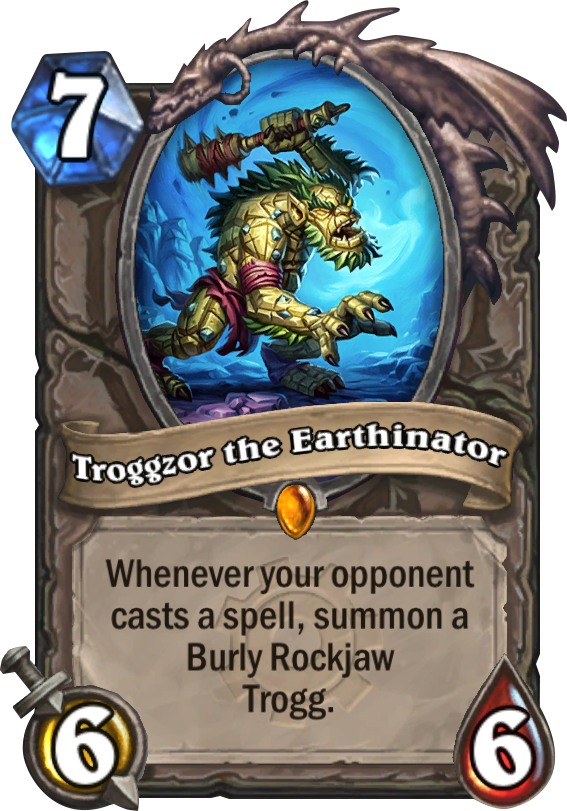 7
Troggzor the Earthinator
Whenever your opponent
casts a spell, summon a
Burly Rockjaw
Trogg.
6
6